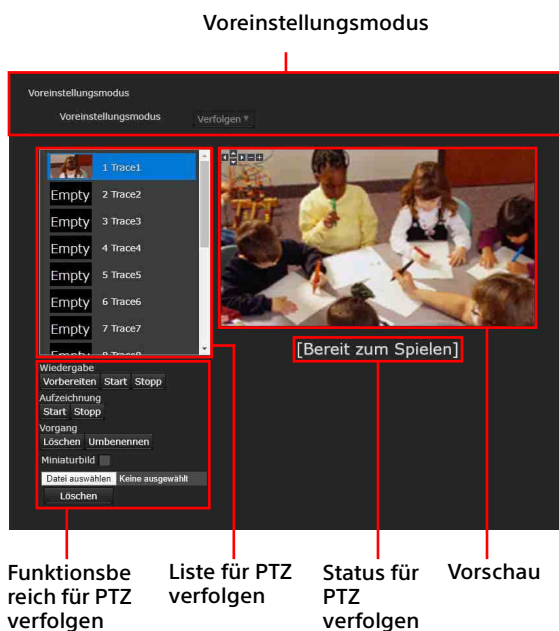 Voreinstellungsmodus
Voreinstellungsmodus
Voreinstellungsmodus Verfolgen
1 Trace1
Empty 2 Trace2
Empty 3 Trace3
Empty 4 Trace4
Empty 5 Trace5
Empty 6 Trace6
Empty 7 Trace7
Empty 8 Trace8
[Bereit zum Spielen]
Wiedergabe
Vorbereiten Start Stopp
Aufzeichnung
Start Stopp
Vorgang
Löschen Umbenennen
Miniaturbild
Datei auswählen Keine ausgewählt
Löschen
Funktionsbe
reich für PTZ
verfolgen
Liste für PTZ
verfolgen
Status für
PTZ
verfolgen
Vorschau